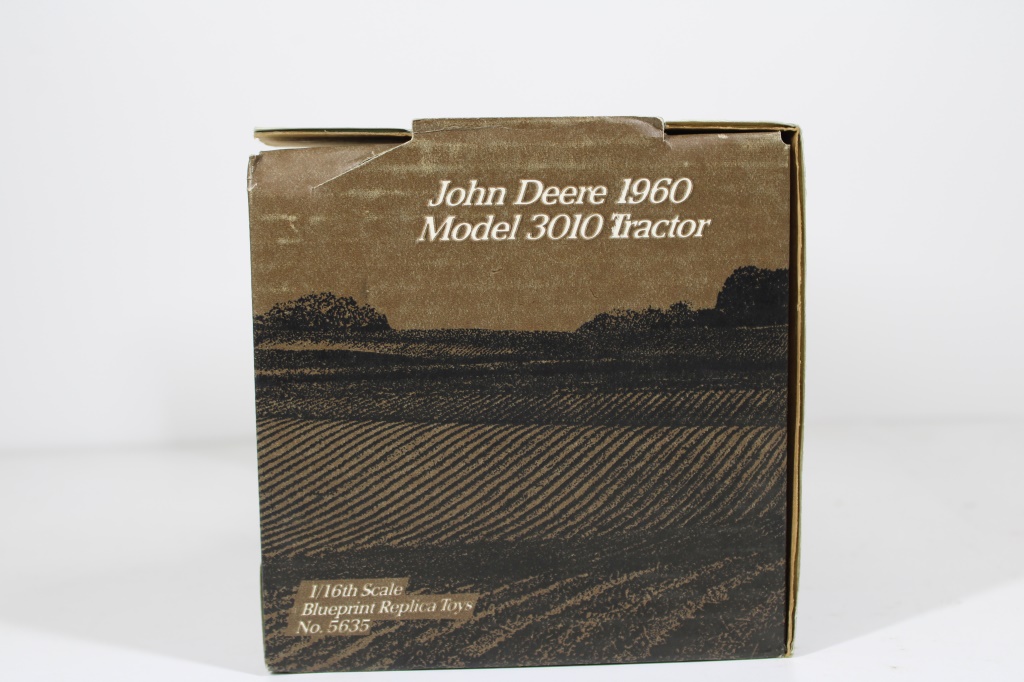 John Deere 1960
Model 3010 Tractor
1/16th Scale
Blueprint Replica Toys
No. 5635